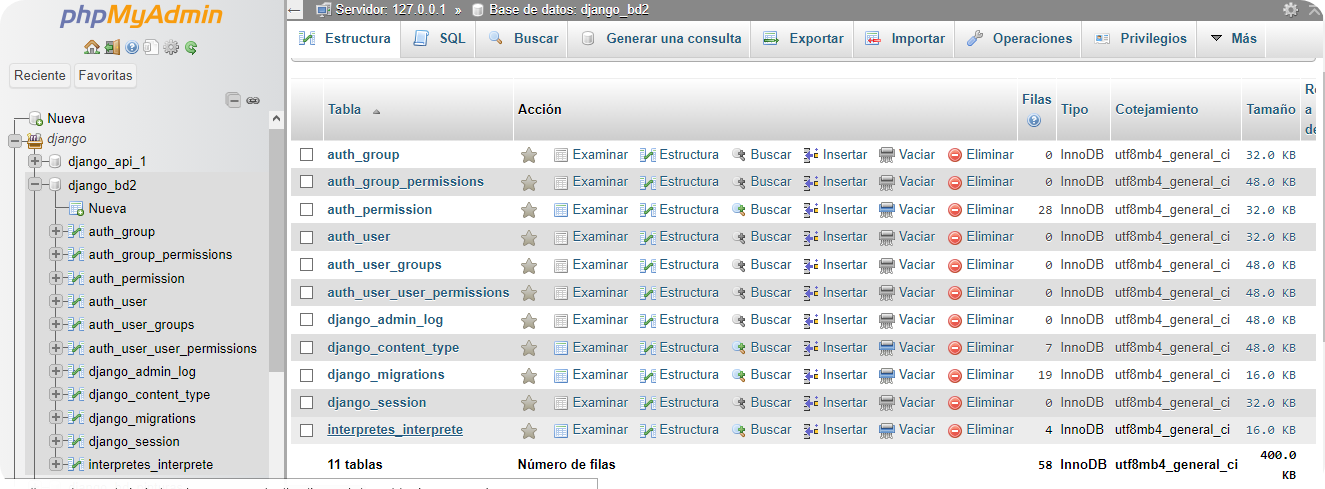 phpMyAdmin
Reciente Favoritas
Nueva
django
django_api_1
django_bd2
Nueva
auth_group
auth_group_permissions
auth_permission
auth_user
auth_user_groups
auth_user_user_permissions
django_admin_log
django_content_type
django_migrations
django_session
interpretes_interprete
Servidor: 127.0.0.1 » Base de datos: django_bd2
Estructura SQL Buscar Generar una consulta Exportar Importar Operaciones Privilegios Más
Tabla Acción Filas Tipo Cotejamiento Tamaño
auth_group Examinar Estructura Buscar Insertar Vaciar Eliminar 0 InnoDB utf8mb4_general_ci 32.0 KB
auth_group_permissions Examinar Estructura Buscar Insertar Vaciar Eliminar 0 InnoDB utf8mb4_general_ci 48.0 KB
auth_permission Examinar Estructura Buscar Insertar Vaciar Eliminar 28 InnoDB utf8mb4_general_ci 32.0 KB
auth_user Examinar Estructura Buscar Insertar Vaciar Eliminar 0 InnoDB utf8mb4_general_ci 32.0 KB
auth_user_groups Examinar Estructura Buscar Insertar Vaciar Eliminar 0 InnoDB utf8mb4_general_ci 48.0 KB
auth_user_user_permissions Examinar Estructura Buscar Insertar Vaciar Eliminar 0 InnoDB utf8mb4_general_ci 48.0 KB
django_admin_log Examinar Estructura Buscar Insertar Vaciar Eliminar 0 InnoDB utf8mb4_general_ci 48.0 KB
django_content_type Examinar Estructura Buscar Insertar Vaciar Eliminar 7 InnoDB utf8mb4_general_ci 48.0 KB
django_migrations Examinar Estructura Buscar Insertar Vaciar Eliminar 19 InnoDB utf8mb4_general_ci 16.0 KB
django_session Examinar Estructura Buscar Insertar Vaciar Eliminar 0 InnoDB utf8mb4_general_ci 32.0 KB
interpretes_interprete Examinar Estructura Buscar Insertar Vaciar Eliminar 4 InnoDB utf8mb4_general_ci 16.0 KB
11 tablas Número de filas 58 InnoDB utf8mb4_general_ci 400.0 KB